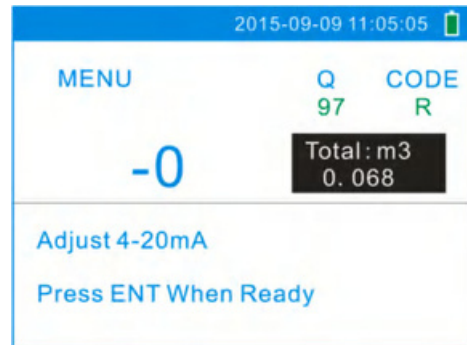 2015-09-09 11:05:05
MENU Q CODE
97 R
-0
Total: m3
0. 068
Adjust 4-20mA
Press ENT When Ready